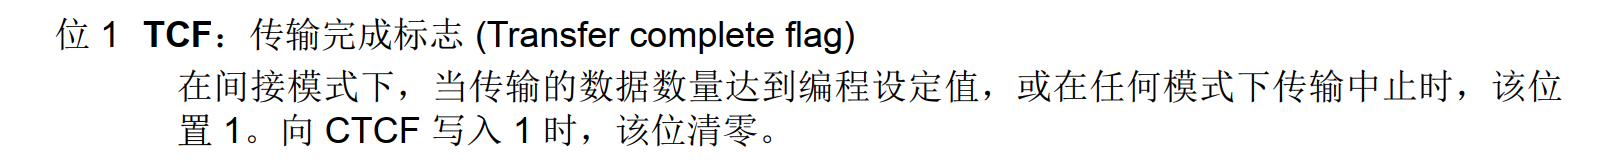 位 1 TCF：传输完成标志 (Transfer complete flag)
在间接模式下，当传输的数据数量达到编程设定值，或在任何模式下传输中止时，该位
置 1。向 CTCF 写入 1 时，该位清零。